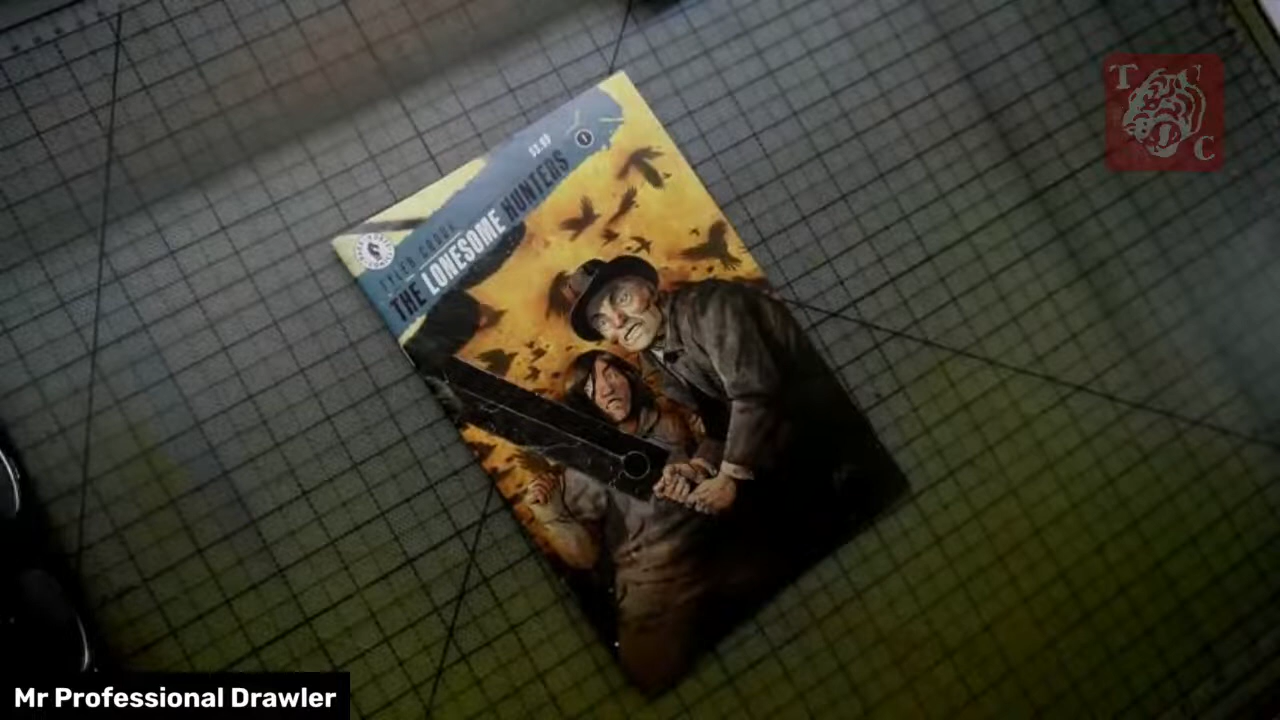 T C
C
$3.99
1
TYLER CROOK
THE LONESOME HUNTERS
Mr Professional Drawler